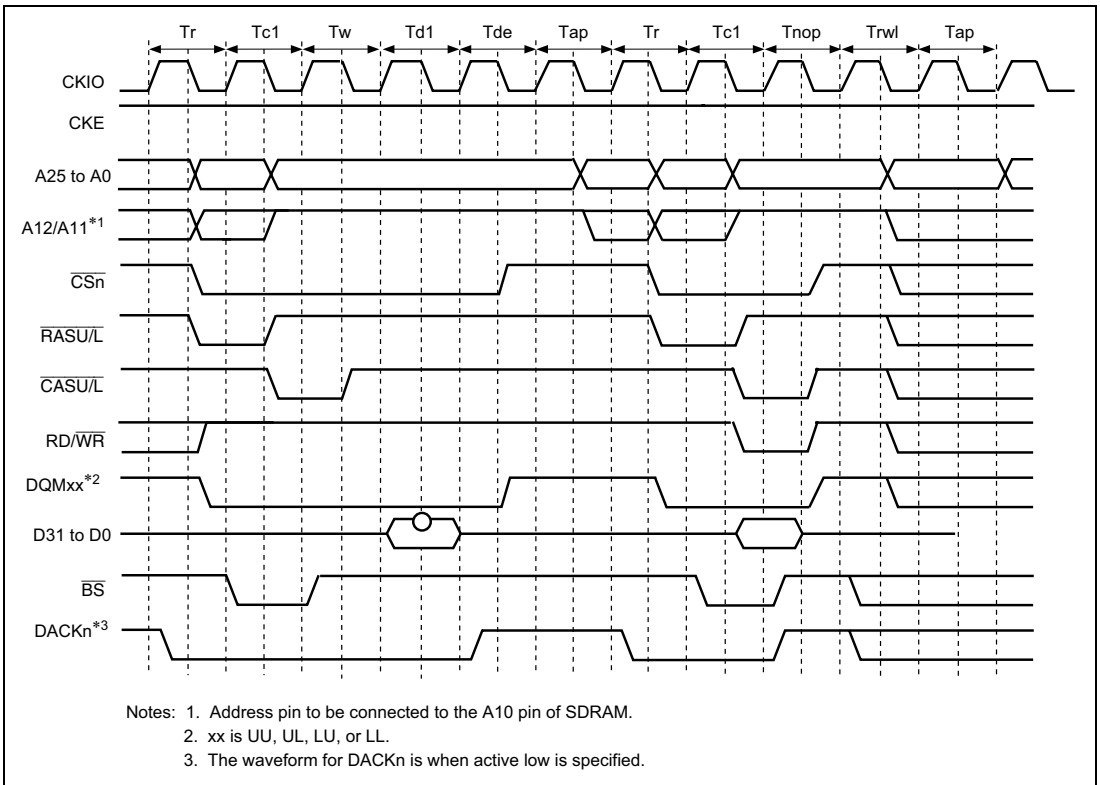 Tr Tc1 Tw Td1 Tde Tap Tr Tc1 Tnop Trwl Tap
CKIO
CKE
A25 to A0
A12/A11*1
CSn
RASU/L
CASU/L
RD/WR
DQMxx*2
D31 to D0
BS
DACKn*3
Notes: 1. Address pin to be connected to the A10 pin of SDRAM.
2. xx is UU, UL, LU, or LL.
3. The waveform for DACKn is when active low is specified.